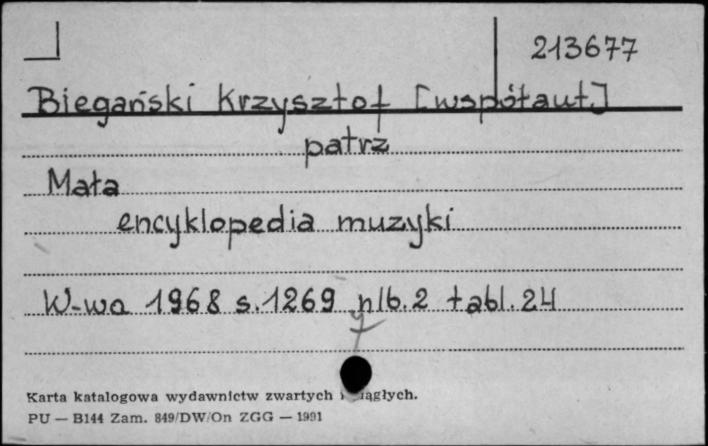 213677
Biegański Krzysztof [współaut.]
patrz
Mała
encyklopedia muzyki
W-wa 1968 s. 1269 nlb. 2 tabl. 24
Karta katalogowa wydawnictw zwartych
PU — B144 Zam. 849/DW/On ZGG — 1991